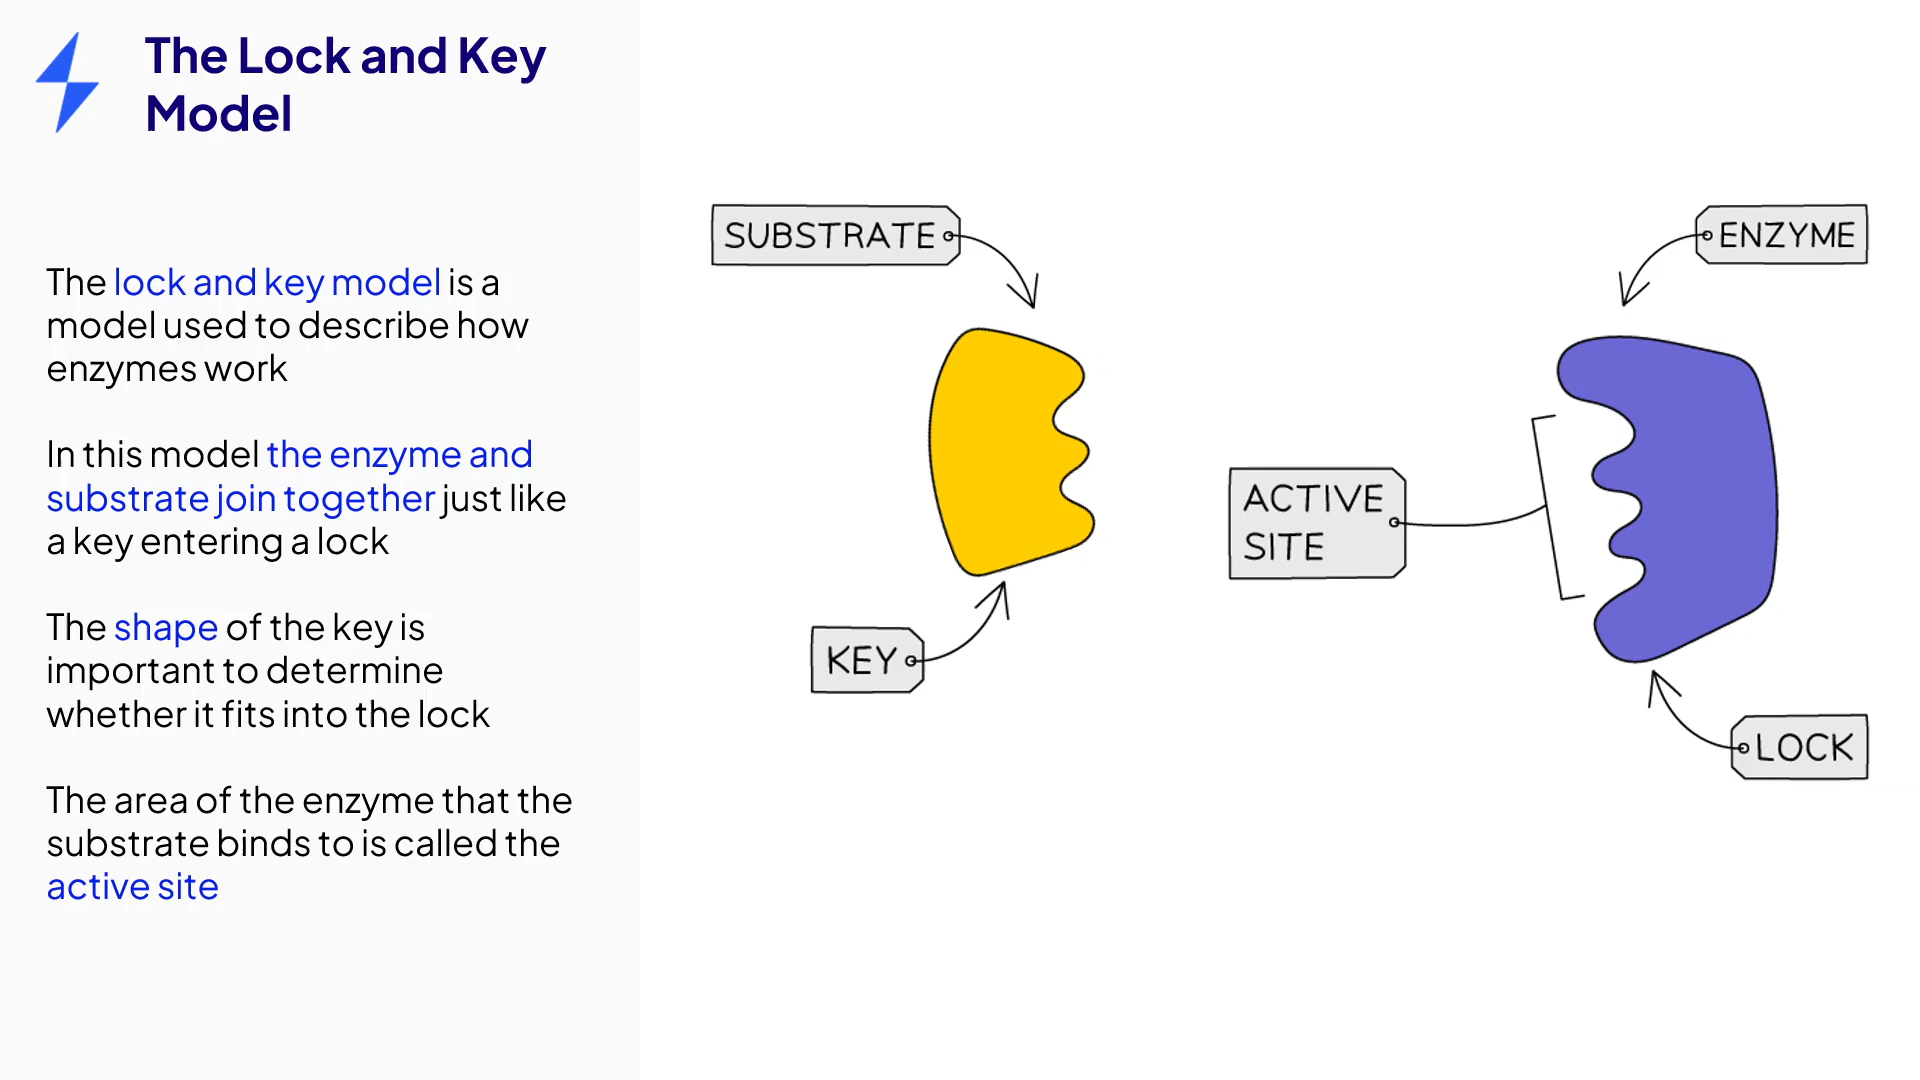 The Lock and Key
Model
The lock and key model is a
model used to describe how
enzymes work
In this model the enzyme and
substrate join together just like
a key entering a lock
The shape of the key is
important to determine
whether it fits into the lock
The area of the enzyme that the
substrate binds to is called the
active site
SUBSTRATE
ENZYME
ACTIVE
SITE
KEY
LOCK